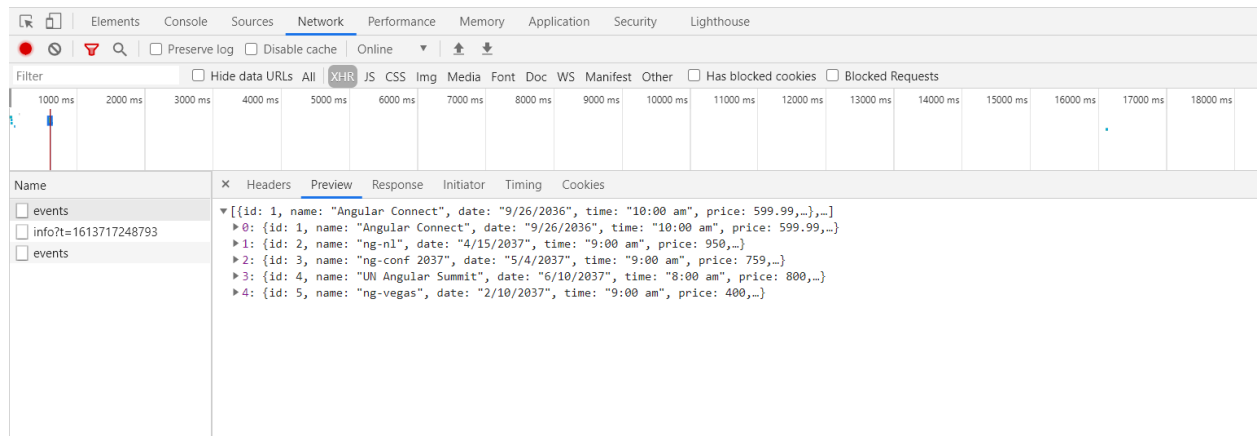 Elements Console Sources Network Performance Memory Application Security Lighthouse
Preserve log Disable cache Online
Filter Hide data URLs All XHR JS CSS Img Media Font Doc WS Manifest Other Has blocked cookies Blocked Requests
1000 ms 2000 ms 3000 ms 4000 ms 5000 ms 6000 ms 7000 ms 8000 ms 9000 ms 10000 ms 11000 ms 12000 ms 13000 ms 14000 ms 15000 ms 16000 ms 17000 ms 18000 ms
Name
events
info?t=1613717248793
events
× Headers Preview Response Initiator Timing Cookies
▼[{id: 1, name: "Angular Connect", date: "9/26/2036", time: "10:00 am", price: 599.99,…},…]
▶0: {id: 1, name: "Angular Connect", date: "9/26/2036", time: "10:00 am", price: 599.99,…}
▶1: {id: 2, name: "ng-nl", date: "4/15/2037", time: "9:00 am", price: 950,…}
▶2: {id: 3, name: "ng-conf 2037", date: "5/4/2037", time: "9:00 am", price: 759,…}
▶3: {id: 4, name: "UN Angular Summit", date: "6/10/2037", time: "8:00 am", price: 800,…}
▶4: {id: 5, name: "ng-vegas", date: "2/10/2037", time: "9:00 am", price: 400,…}